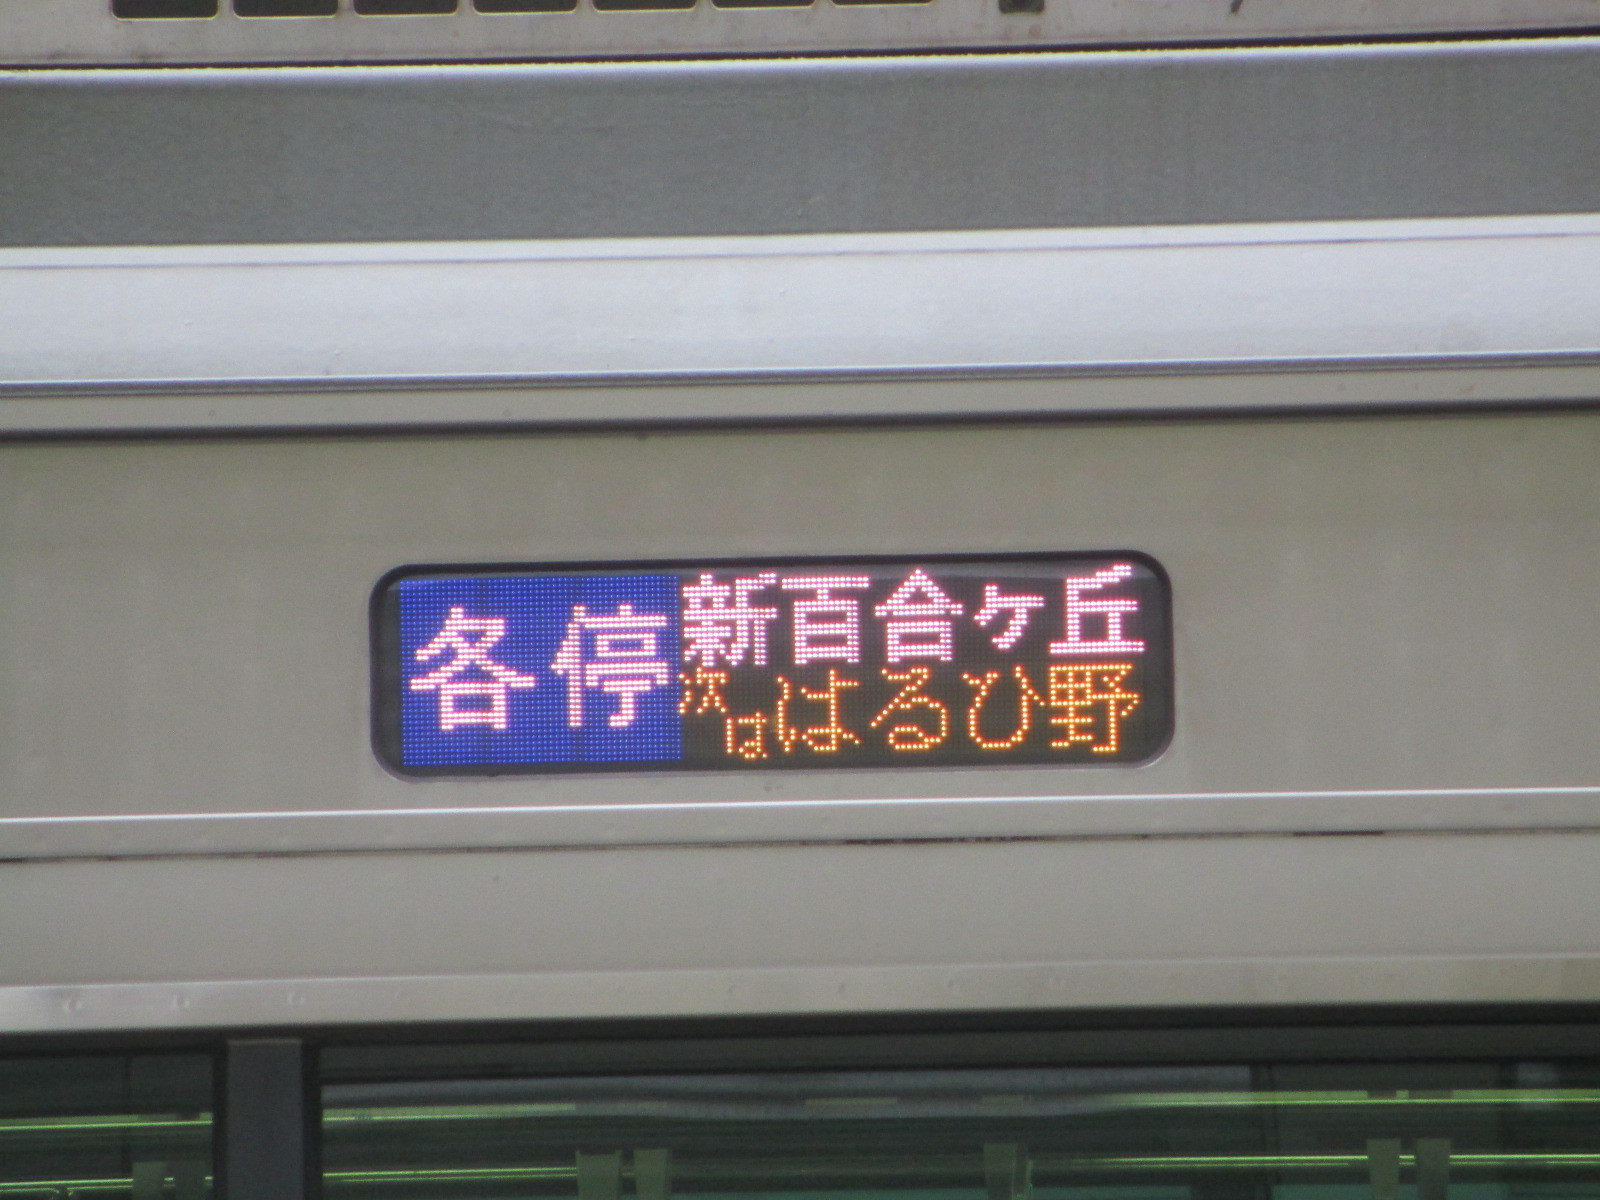 各停
新百合ヶ丘
次は はるひ野